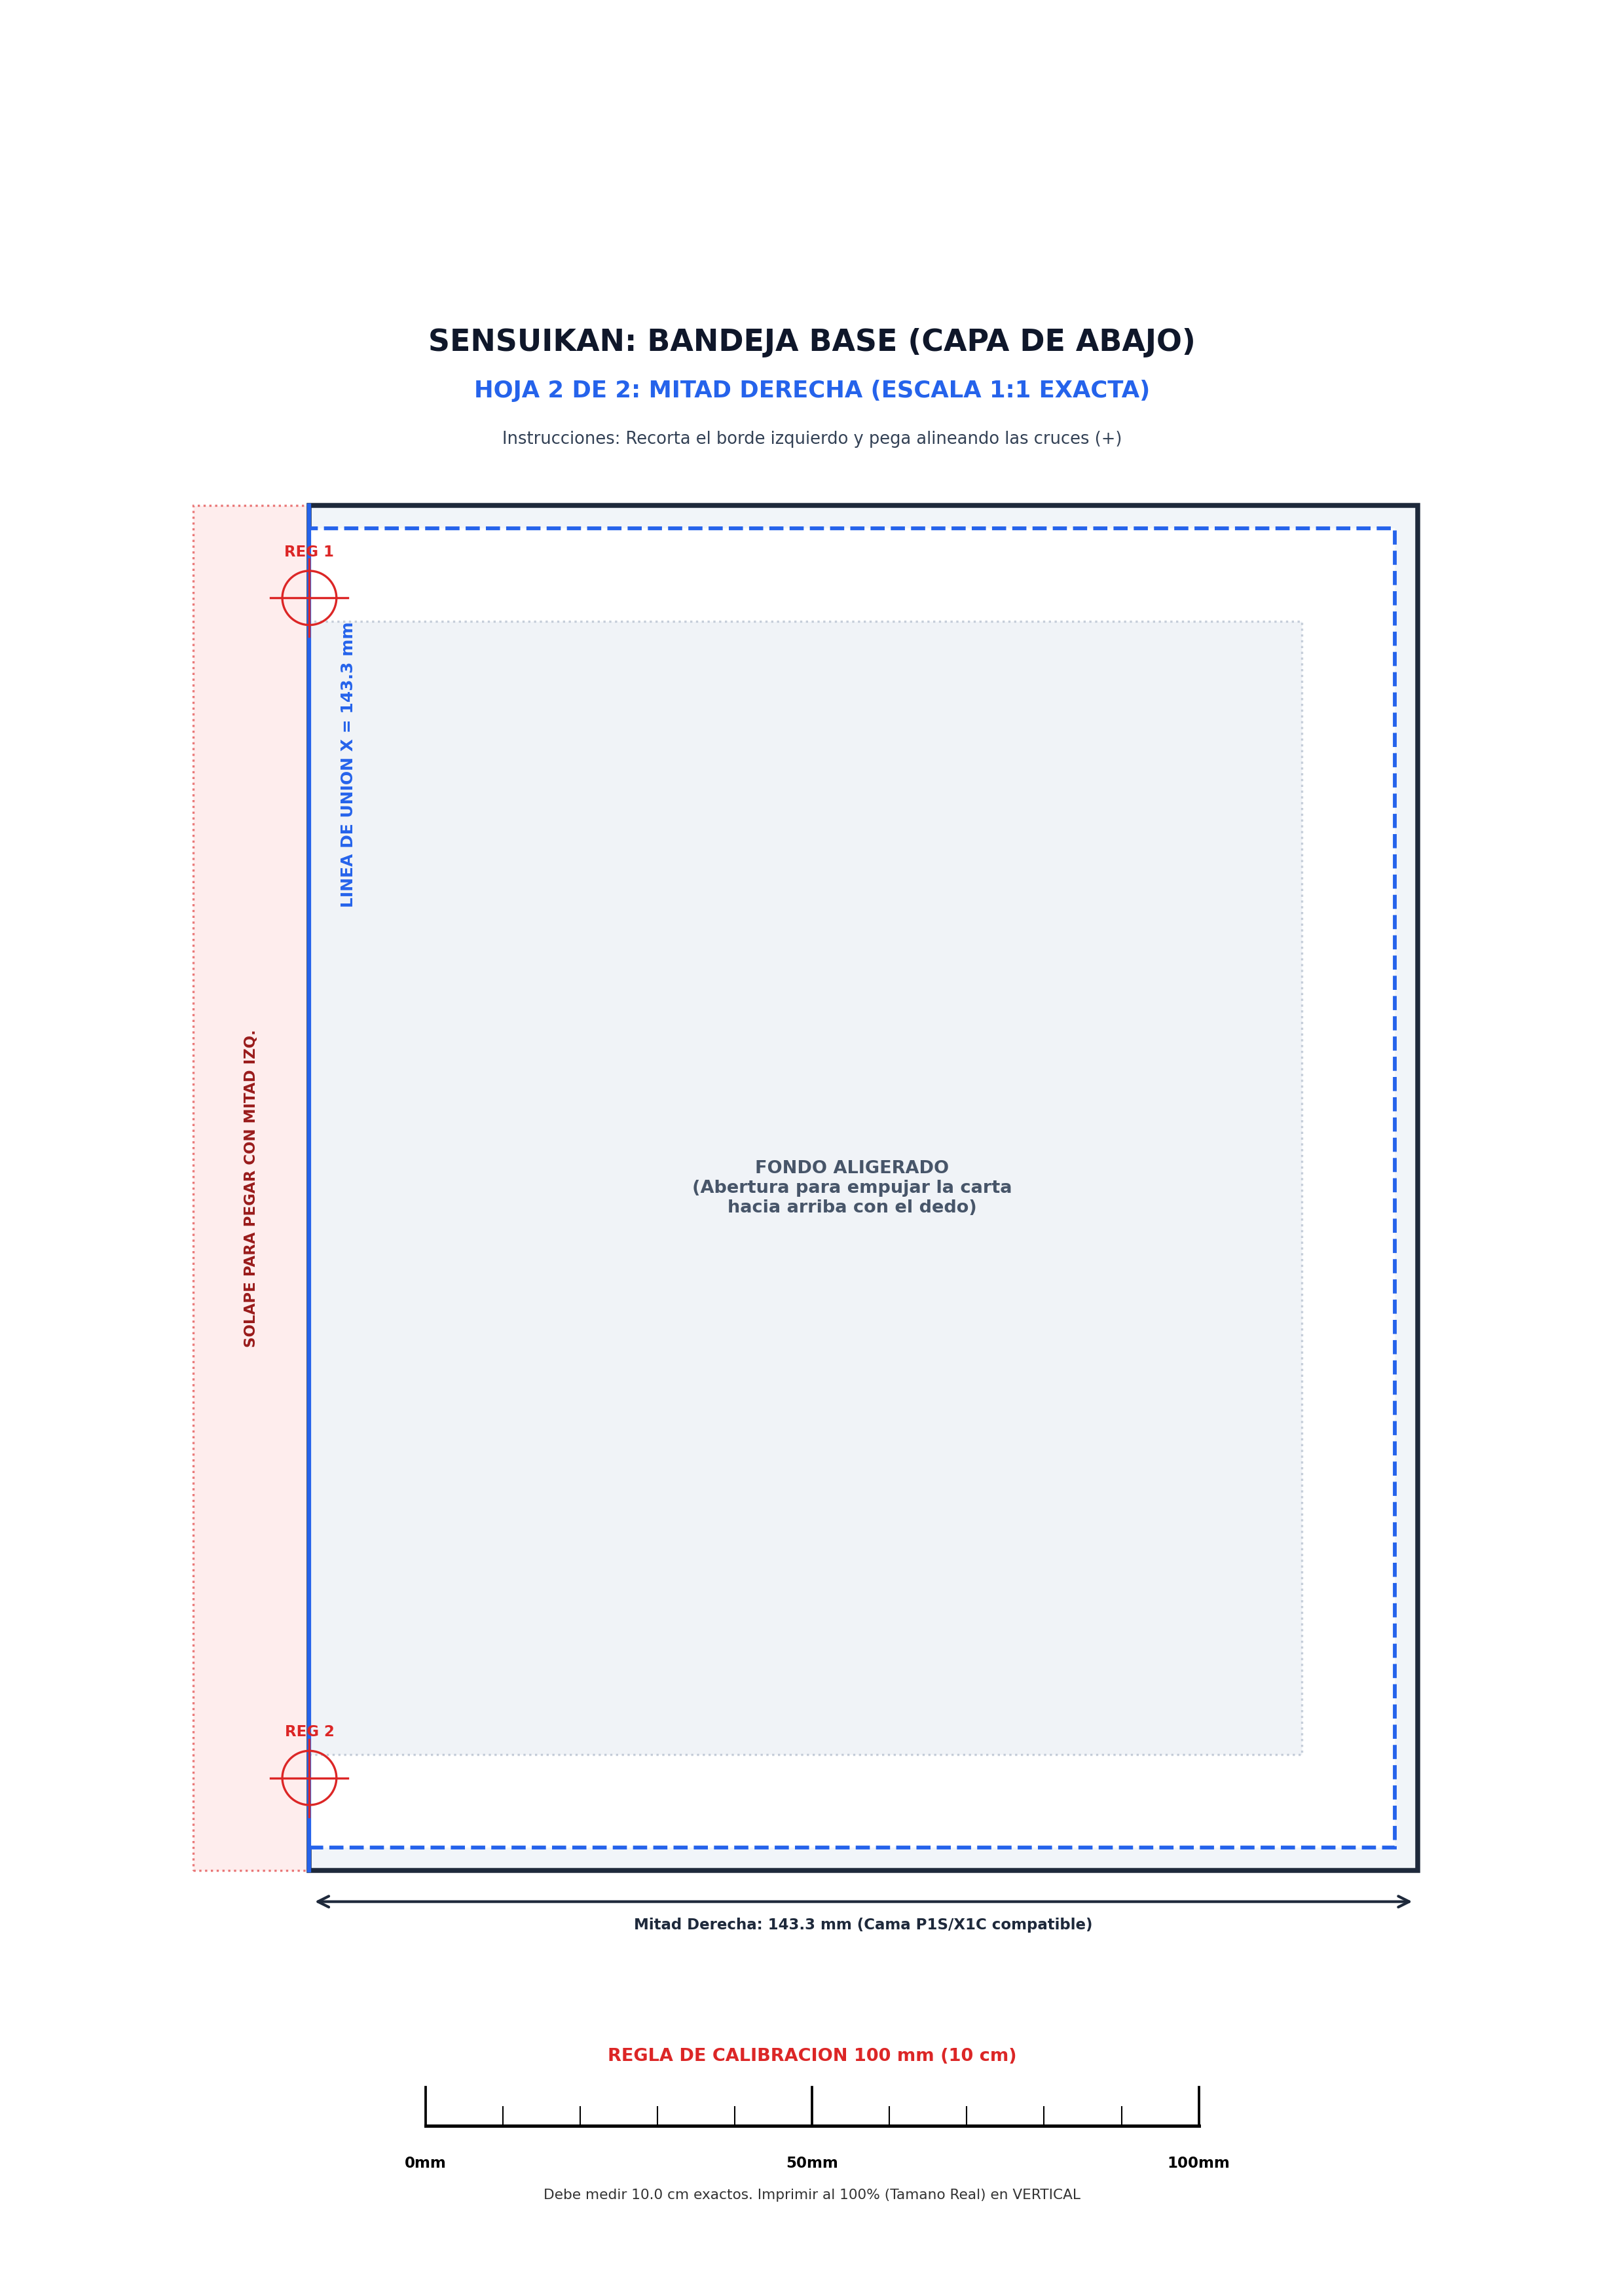 SENSUIKAN: BANDEJA BASE (CAPA DE ABAJO)
HOJA 2 DE 2: MITAD DERECHA (ESCALA 1:1 EXACTA)
Instrucciones: Recorta el borde izquierdo y pega alineando las cruces (+)
REG 1
LINEA DE UNION X = 143.3 mm
SOLAPE PARA PEGAR CON MITAD IZQ.
FONDO ALIGERADO
(Abertura para empujar la carta
hacia arriba con el dedo)
REG 2
Mitad Derecha: 143.3 mm (Cama P1S/X1C compatible)
REGLA DE CALIBRACION 100 mm (10 cm)
0mm 50mm 100mm
Debe medir 10.0 cm exactos. Imprimir al 100% (Tamano Real) en VERTICAL